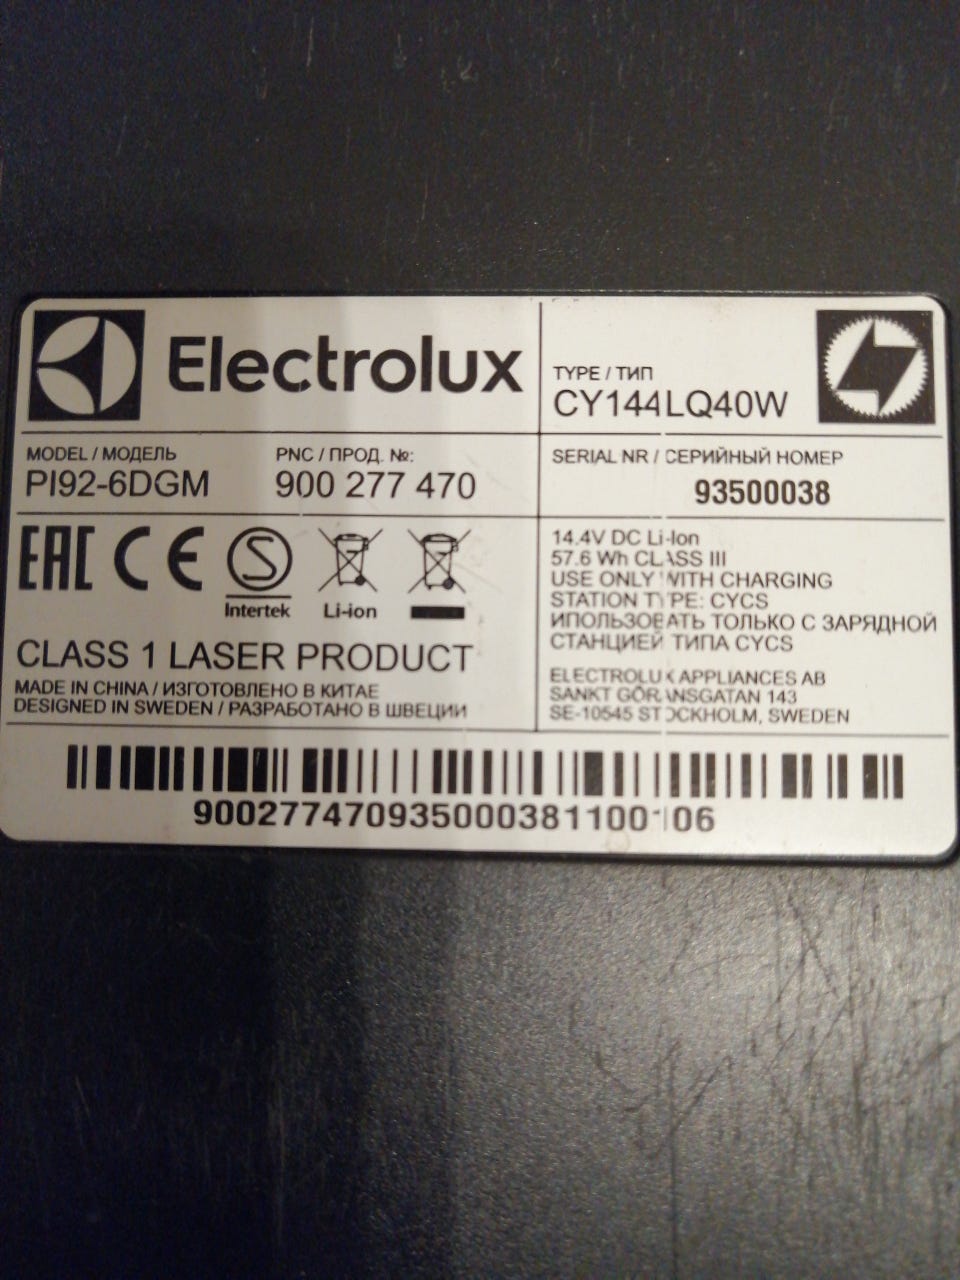 Electrolux
TYPE / ТИП
CY144LQ40W
MODEL / МОДЕЛЬ
PI92-6DGM
PNC / ПРОД. №:
900 277 470
SERIAL NR / СЕРИЙНЫЙ НОМЕР
93500038
EAC CE S
Intertek
Li-ion
CLASS 1 LASER PRODUCT
MADE IN CHINA / ИЗГОТОВЛЕНО В КИТАЕ
DESIGNED IN SWEDEN / РАЗРАБОТАНО В ШВЕЦИИ
14.4V DC Li-Ion
57.6 Wh CLASS III
USE ONLY WITH CHARGING
STATION TYPE: CYCS
ИПОЛЬЗОВАТЬ ТОЛЬКО С ЗАРЯДНОЙ
СТАНЦИЕЙ ТИПА CYCS
ELECTROLUX APPLIANCES AB
SANKT GÖRANSGATAN 143
SE-10545 STOCKHOLM, SWEDEN
900277470935000381100106